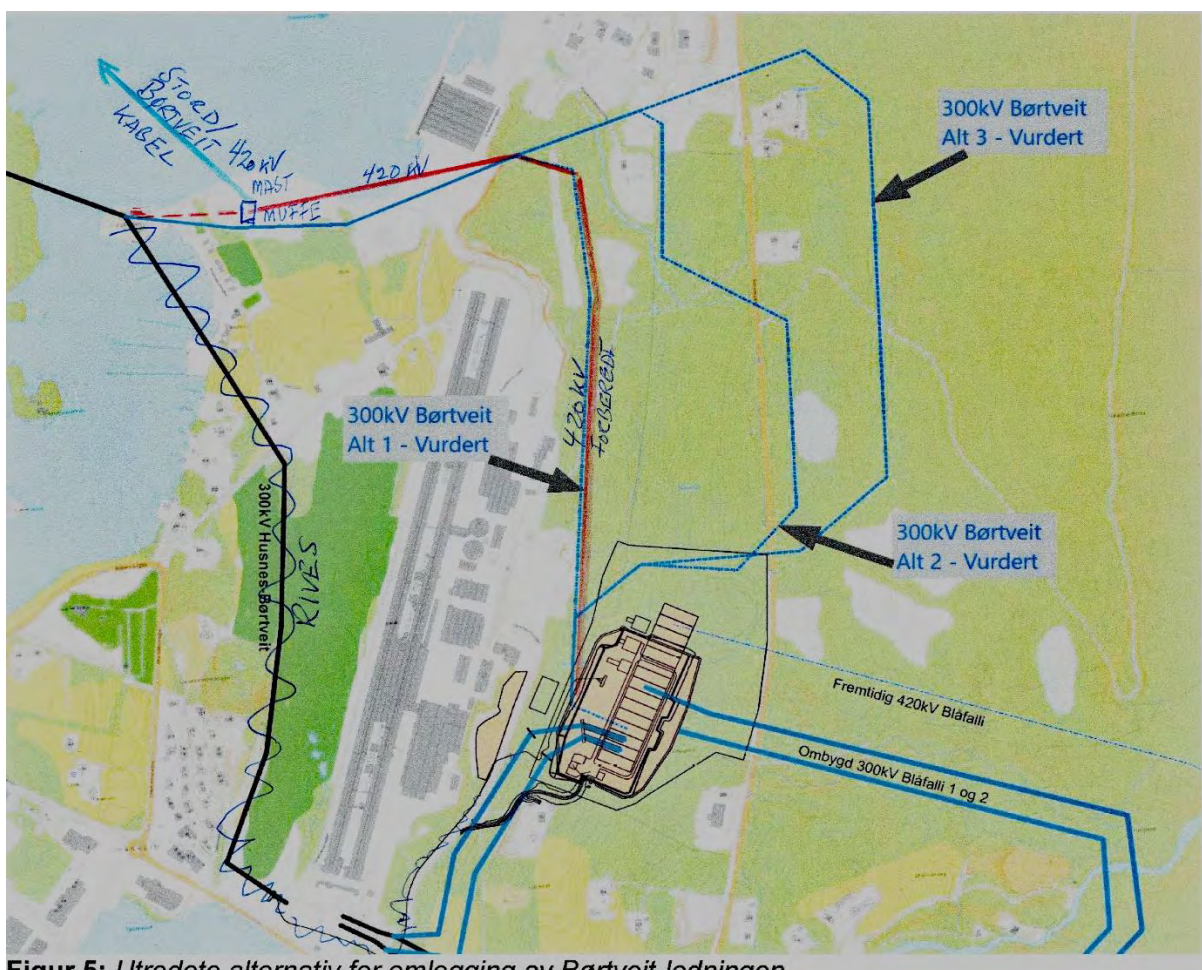 STORD/
BØRTVEIT
KABEL
420KV
MAST
MUFFE
420 KV
300kV Børtveit
Alt 3 - Vurdert
420 KV
FORBEREDT
300kV Børtveit
Alt 1 - Vurdert
300kV Husnes-Børtveit
RIVES
300kV Børtveit
Alt 2 - Vurdert
Fremtidig 420kV Blåfalli
Ombygd 300kV Blåfalli 1 og 2
Figur 5: Utredete alternativ for omlegging av Børtveit-ledningen